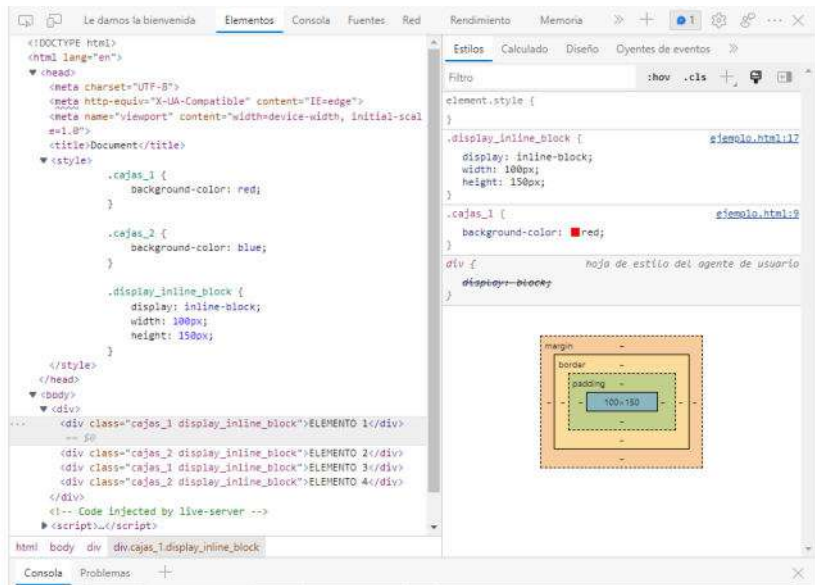 Le damos la bienvenida Elementos Consola Fuentes Red Rendimiento Memoria 1
<!DOCTYPE html>
<html lang="en">
<head>
<meta charset="UTF-8">
<meta http-equiv="X-UA-Compatible" content="IE=edge">
<meta name="viewport" content="width=device-width, initial-scal
e=1.0">
<title>Document</title>
<style>
.cajas_1 {
background-color: red;
}
.cajas_2 {
background-color: blue;
}
.display_inline_block {
display: inline-block;
width: 100px;
height: 150px;
}
</style>
</head>
<body>
<div>
<div class="cajas_1 display_inline_block">ELEMENTO 1</div>
== $0
<div class="cajas_2 display_inline_block">ELEMENTO 2</div>
<div class="cajas_1 display_inline_block">ELEMENTO 3</div>
<div class="cajas_2 display_inline_block">ELEMENTO 4</div>
</div>
<!-- Code injected by live-server -->
<script>…</script>
html body div div.cajas_1.display_inline_block
Estilos Calculado Diseño Oyentes de eventos
Filtro :hov .cls
element.style {
}
.display_inline_block { ejemplo.html:17
display: inline-block;
width: 100px;
height: 150px;
}
.cajas_1 { ejemplo.html:9
background-color: red;
}
div { hoja de estilo del agente de usuario
display: block;
}
margin -
border -
padding -
- - - 100×150 - - -
-
-
-
Consola Problemas